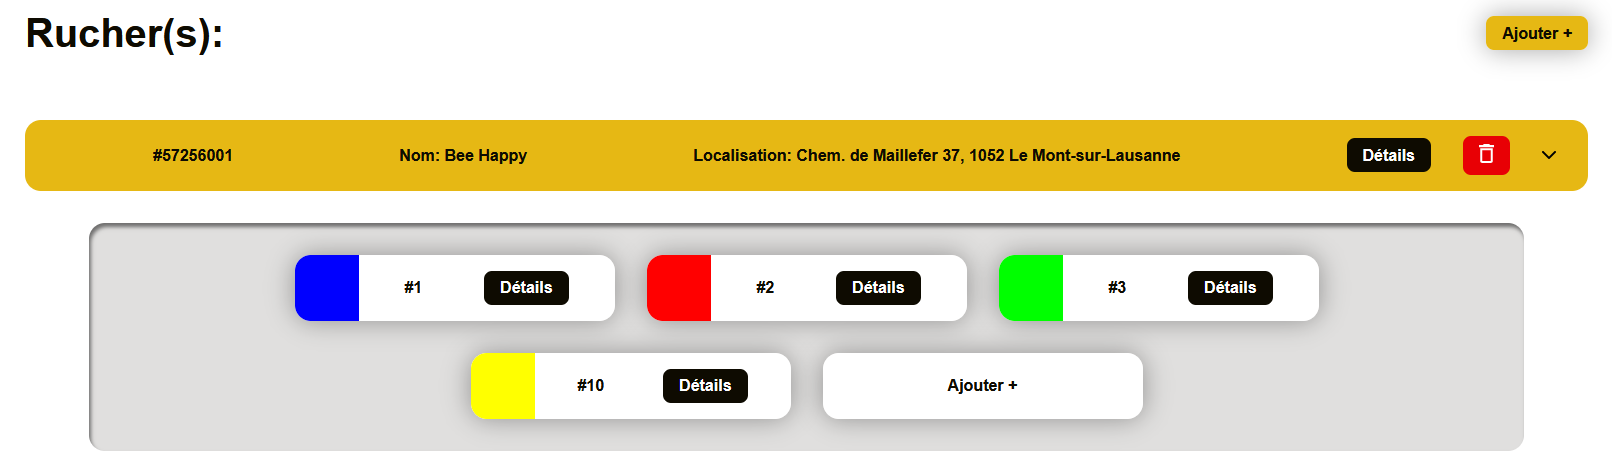 Rucher(s):
Ajouter +
#57256001 Nom: Bee Happy Localisation: Chem. de Maillefer 37, 1052 Le Mont-sur-Lausanne Détails
#1 Détails #2 Détails #3 Détails
#10 Détails Ajouter +